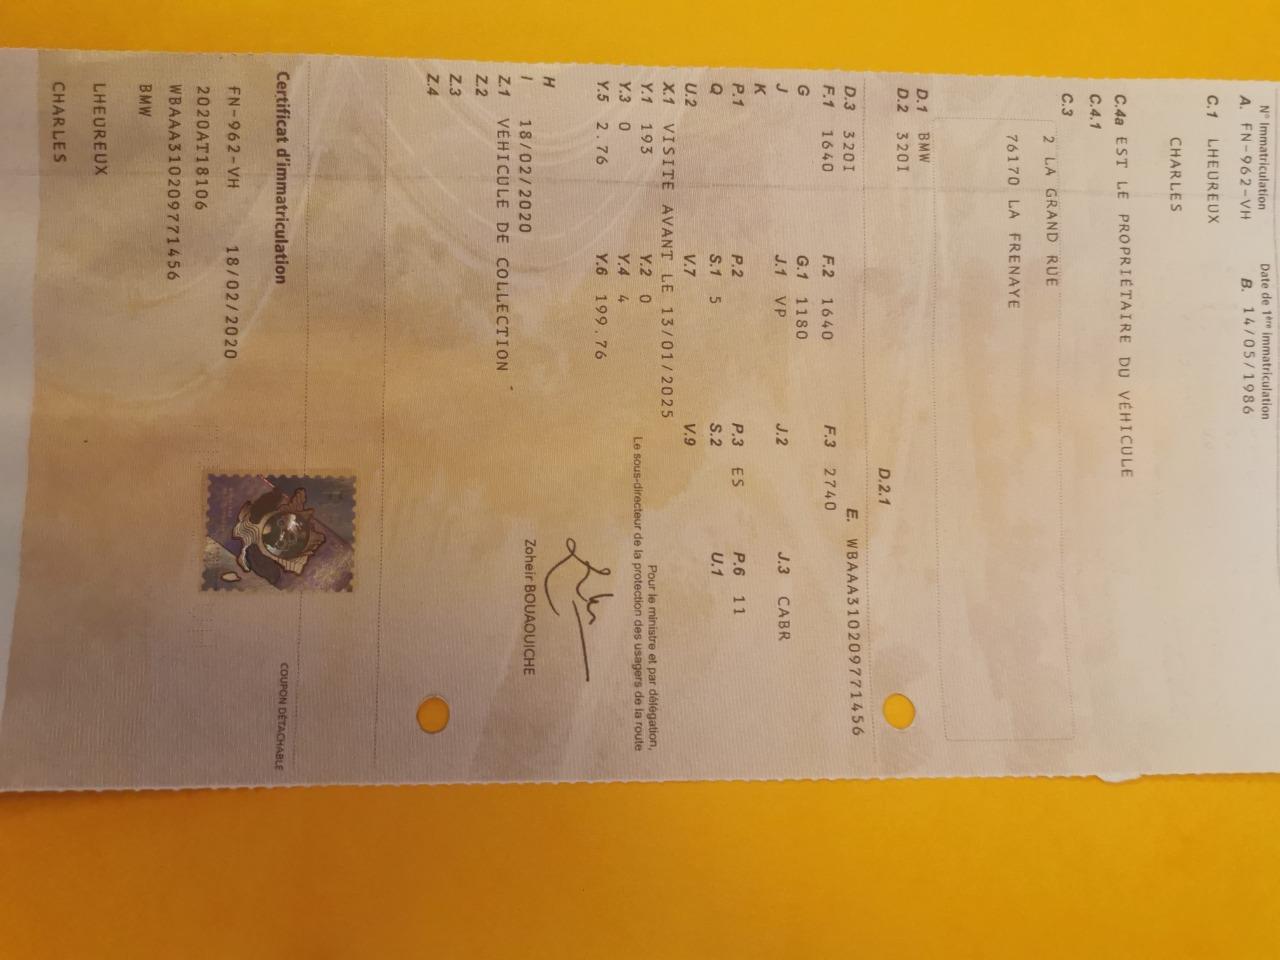 N° Immatriculation Date de 1ère immatriculation
A. FN-962-VH B. 14/05/1986
C.1 LHEUREUX
CHARLES
C.4a EST LE PROPRIÉTAIRE DU VÉHICULE
C.4.1
C.3
2 LA GRAND RUE
76170 LA FRENAYE
D.1 BMW
D.2 320I D.2.1
D.3 320I E. WBAAA310209771456
F.1 1640 F.2 1640 F.3 2740
G G.1 1180
J J.1 VP J.2 J.3 CABR
K
P.1 P.2 P.3 ES P.6 11
Q S.1 5 S.2 U.1
U.2 V.7 V.9
X.1 VISITE AVANT LE 13/01/2025
Y.1 193 Y.2 0
Y.3 0 Y.4 4
Y.5 2.76 Y.6 199.76
Pour le ministre et par délégation,
Le sous-directeur de la protection des usagers de la route
Zoheir BOUAOUICHE
H
I 18/02/2020
Z.1 VÉHICULE DE COLLECTION
Z.2
Z.3
Z.4
Certificat d'immatriculation COUPON DÉTACHABLE
FN-962-VH 18/02/2020
2020AT18106
WBAAA310209771456
BMW
LHEUREUX
CHARLES